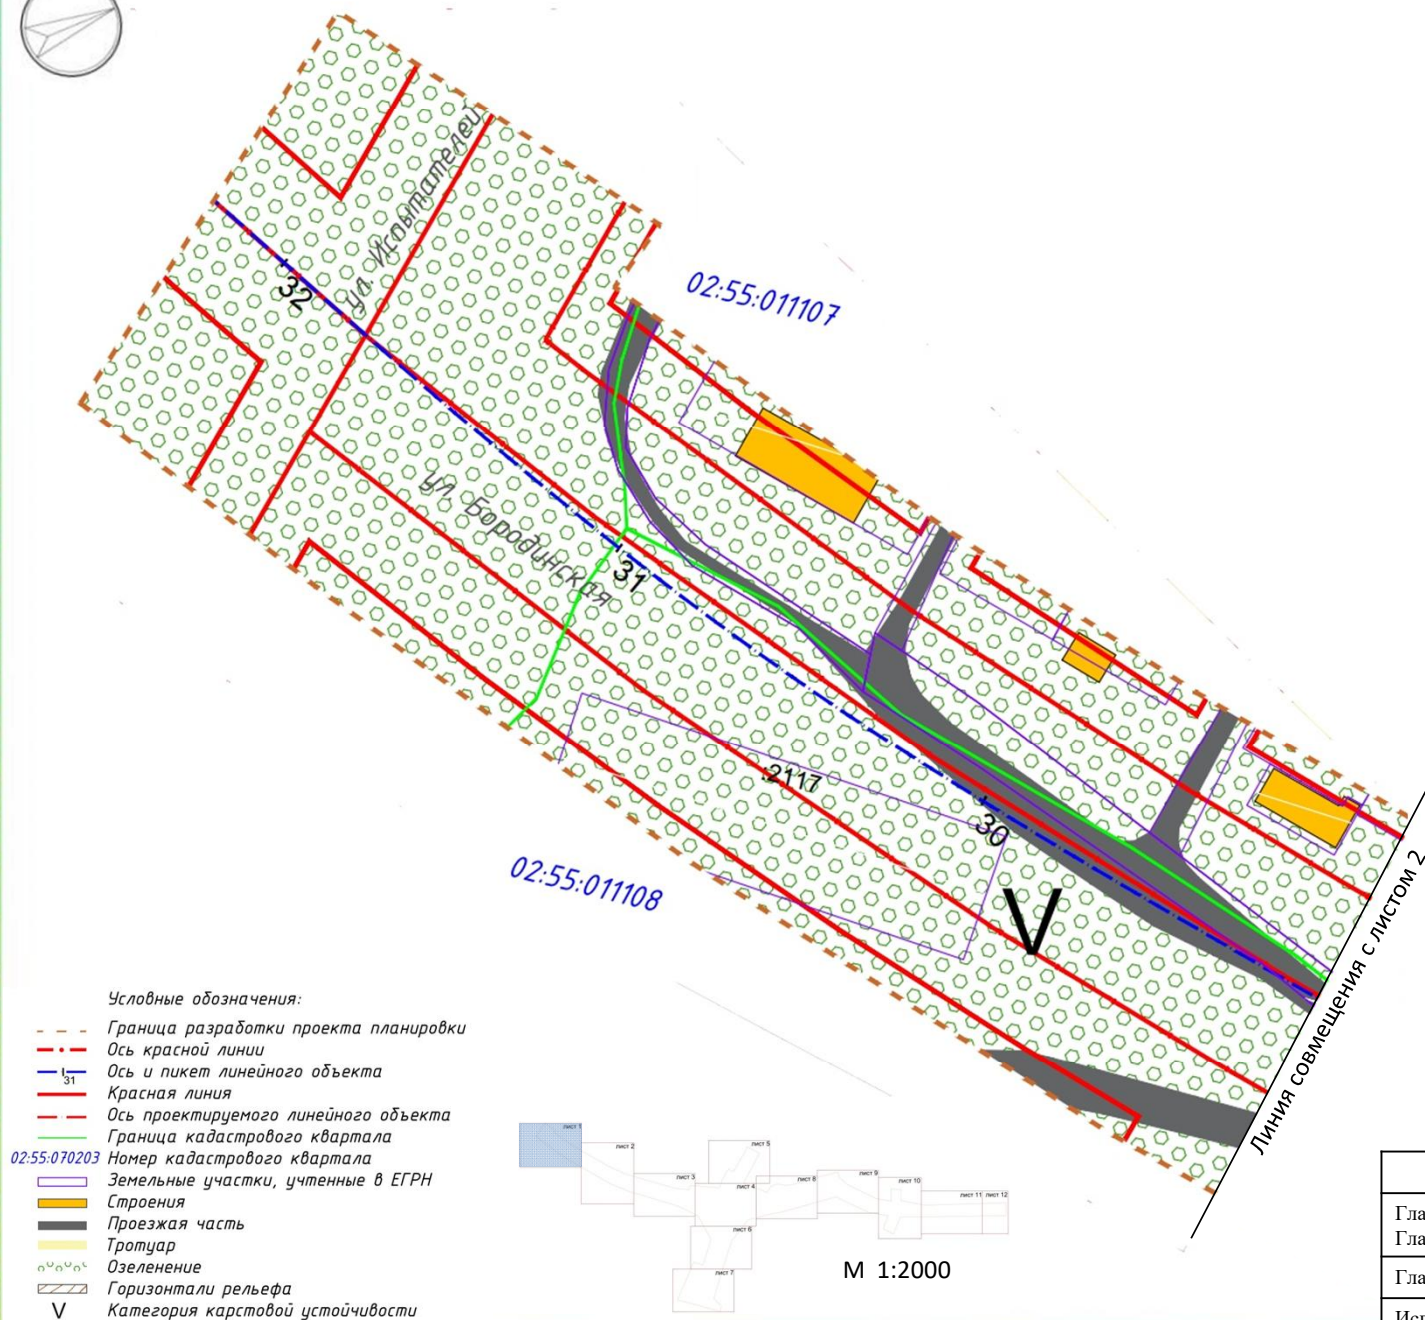 ул. Испытателей
32
02:55:011107
ул. Бородинская
31
:2117
30
02:55:011108
V
Линия совмещения с листом 2
Условные обозначения:
Граница разработки проекта планировки
Ось красной линии
31
Ось и пикет линейного объекта
Красная линия
Ось проектируемого линейного объекта
Граница кадастрового квартала
02:55:070203 Номер кадастрового квартала
Земельные участки, учтенные в ЕГРН
Строения
Проезжая часть
Тротуар
Озеленение
Горизонтали рельефа
V Категория карстовой устойчивости
лист 1
лист 2
лист 3
лист 4
лист 5
лист 6
лист 7
лист 8
лист 9
лист 10
лист 11
лист 12
М 1:2000
Гла
Гла
Гла
Исп